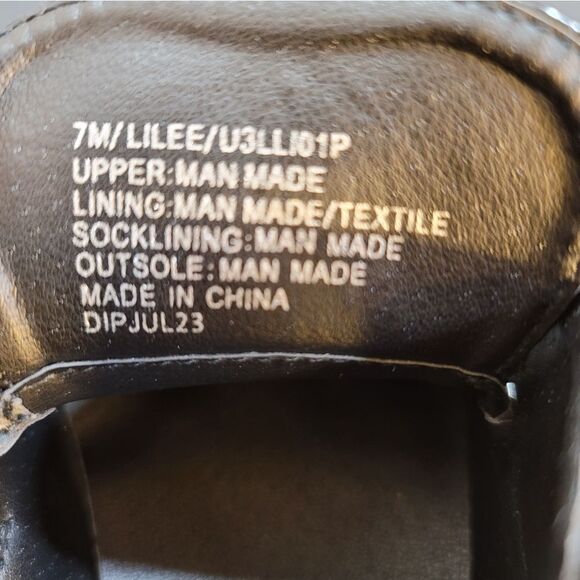 7M/LILEE/U3LLI01P
UPPER:MAN MADE
LINING:MAN MADE/TEXTILE
SOCKLINING:MAN MADE
OUTSOLE:MAN MADE
MADE IN CHINA
DIPJUL23